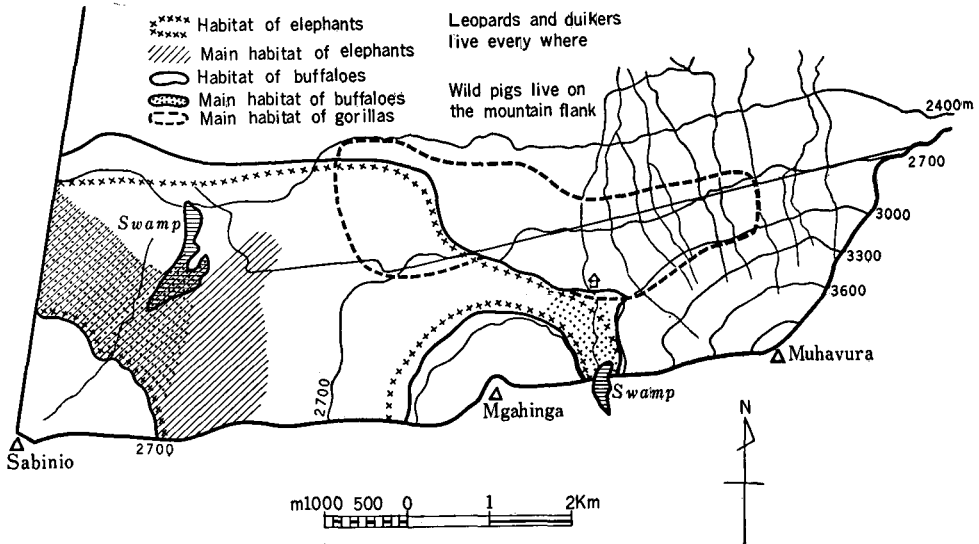 Habitat of elephants
Main habitat of elephants
Habitat of buffaloes
Main habitat of buffaloes
Main habitat of gorillas
Leopards and duikers
live every where
Wild pigs live on
the mountain flank
2400m
2700
Swamp
3000
3300
3600
Muhavura
2700
Mgahinga
Swamp
2700
Sabinio
N
m1000 500 0 1 2Km